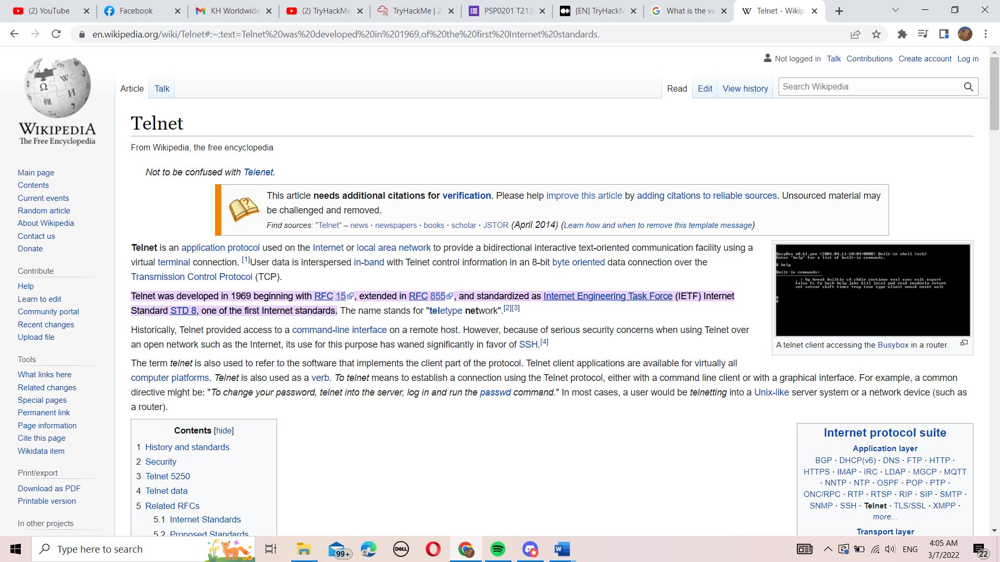 (2) YouTube
Facebook
KH Worldwide
(2) TryHackMe
TryHackMe | 2
PSP0201 T213
[EN] TryHackM
What is the ve
Telnet - Wikip
en.wikipedia.org/wiki/Telnet#:~:text=Telnet%20was%20developed%20in%201969,of%20the%20first%20Internet%20standards.
Not logged in Talk Contributions Create account Log in
WIKIPEDIA
The Free Encyclopedia
Article Talk Read Edit View history Search Wikipedia
Telnet
From Wikipedia, the free encyclopedia
Not to be confused with Telenet.
This article needs additional citations for verification. Please help improve this article by adding citations to reliable sources. Unsourced material may
be challenged and removed.
Find sources: "Telnet" – news · newspapers · books · scholar · JSTOR (April 2014) (Learn how and when to remove this template message)
Telnet is an application protocol used on the Internet or local area network to provide a bidirectional interactive text-oriented communication facility using a
virtual terminal connection. [1]User data is interspersed in-band with Telnet control information in an 8-bit byte oriented data connection over the
Transmission Control Protocol (TCP).
Telnet was developed in 1969 beginning with RFC 15, extended in RFC 855, and standardized as Internet Engineering Task Force (IETF) Internet
Standard STD 8, one of the first Internet standards. The name stands for "teletype network".[2][3]
Historically, Telnet provided access to a command-line interface on a remote host. However, because of serious security concerns when using Telnet over
an open network such as the Internet, its use for this purpose has waned significantly in favor of SSH.[4]
The term telnet is also used to refer to the software that implements the client part of the protocol. Telnet client applications are available for virtually all
computer platforms. Telnet is also used as a verb. To telnet means to establish a connection using the Telnet protocol, either with a command line client or with a graphical interface. For example, a common
directive might be: "To change your password, telnet into the server, log in and run the passwd command." In most cases, a user would be telnetting into a Unix-like server system or a network device (such as
a router).
BusyBox v0.61.pre (2006.04.11-10:04+0000) Built-in shell (ash)
Enter 'help' for a list of built-in commands.
# help
Built-in commands:
-------------------
. : bg break builtin cd chdir continue eval exec exit export
false fc fg hash help jobs kill local pwd read readonly return
set setvar shift times trap true type ulimit umask unset wait
#
#
A telnet client accessing the Busybox in a router.
Contents [hide]
1 History and standards
2 Security
3 Telnet 5250
4 Telnet data
5 Related RFCs
5.1 Internet Standards
5.2 Proposed Standards
Internet protocol suite
Application layer
BGP · DHCP(v6) · DNS · FTP · HTTP ·
HTTPS · IMAP · IRC · LDAP · MGCP · MQTT
· NNTP · NTP · OSPF · POP · PTP ·
ONC/RPC · RTP · RTSP · RIP · SIP · SMTP ·
SNMP · SSH · Telnet · TLS/SSL · XMPP ·
more...
Transport layer
Main page
Contents
Current events
Random article
About Wikipedia
Contact us
Donate
Contribute
Help
Learn to edit
Community portal
Recent changes
Upload file
Tools
What links here
Related changes
Special pages
Permanent link
Page information
Cite this page
Wikidata item
Print/export
Download as PDF
Printable version
In other projects
Type here to search
99+
DELL
W
ENG
4:05 AM
3/7/2022
22